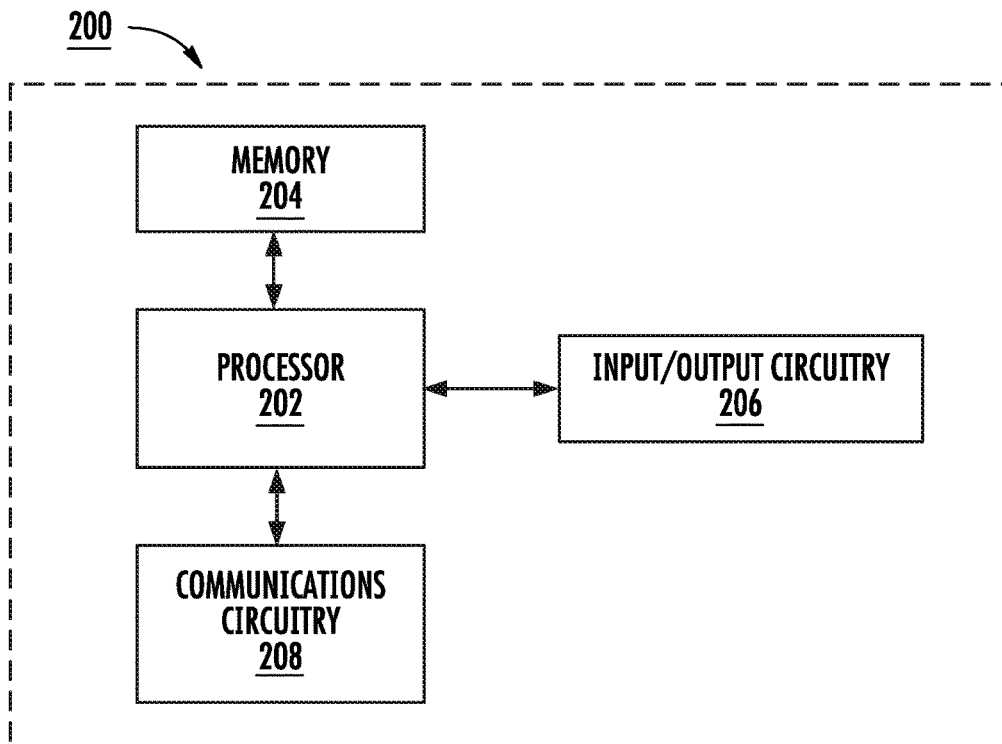 200
MEMORY
204
PROCESSOR
202
INPUT/OUTPUT CIRCUITRY
206
COMMUNICATIONS
CIRCUITRY
208